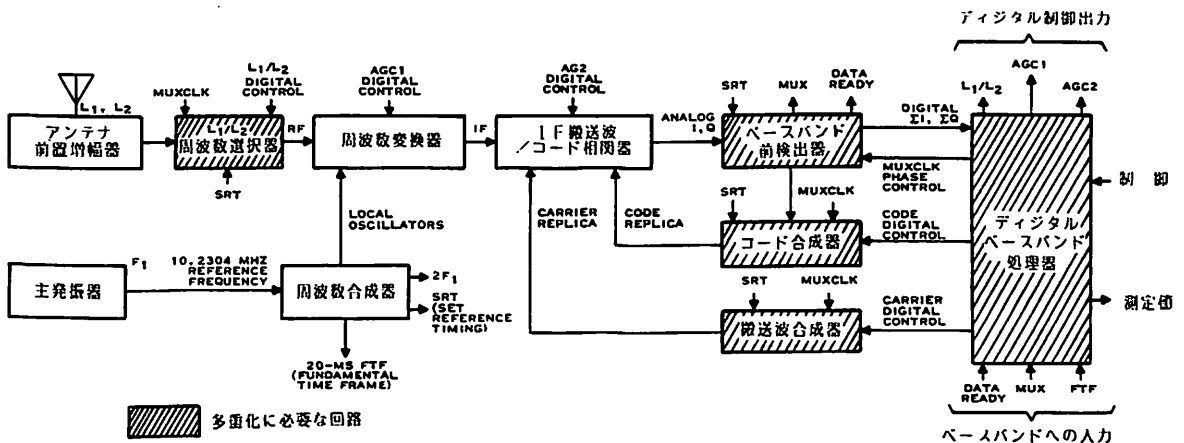 ディジタル制御出力
L₁/L₂
AGC1
AGC2
L₁/L₂
DIGITAL
CONTROL
MUXCLK
AGC1
DIGITAL
CONTROL
AG2
DIGITAL
CONTROL
SRT
MUX
DATA
READY
L₁, L₂
アンテナ
前置増幅器
L₁/L₂
周波数選択器
RF
周波数変換器
IF
IF搬送波
/コード相関器
ANALOG
I,Q
ベースバンド
前検出器
DIGITAL
ΣI, ΣQ
SRT
MUXCLK
PHASE
CONTROL
制 御
LOCAL
OSCILLATORS
CARRIER
REPLICA
CODE
REPLICA
SRT
MUXCLK
コード合成器
CODE
DIGITAL
CONTROL
ディジタル
ベースバンド
処理器
主発振器
F₁
10.2304 MHZ
REFERENCE
FREQUENCY
周波数合成器
2F₁
SRT
(SET
REFERENCE
TIMING)
SRT
MUXCLK
搬送波合成器
CARRIER
DIGITAL
CONTROL
測定値
20-MS FTF
(FUNDAMENTAL
TIME FRAME)
DATA
READY
MUX
FTF
多重化に必要な回路
ベースバンドへの入力